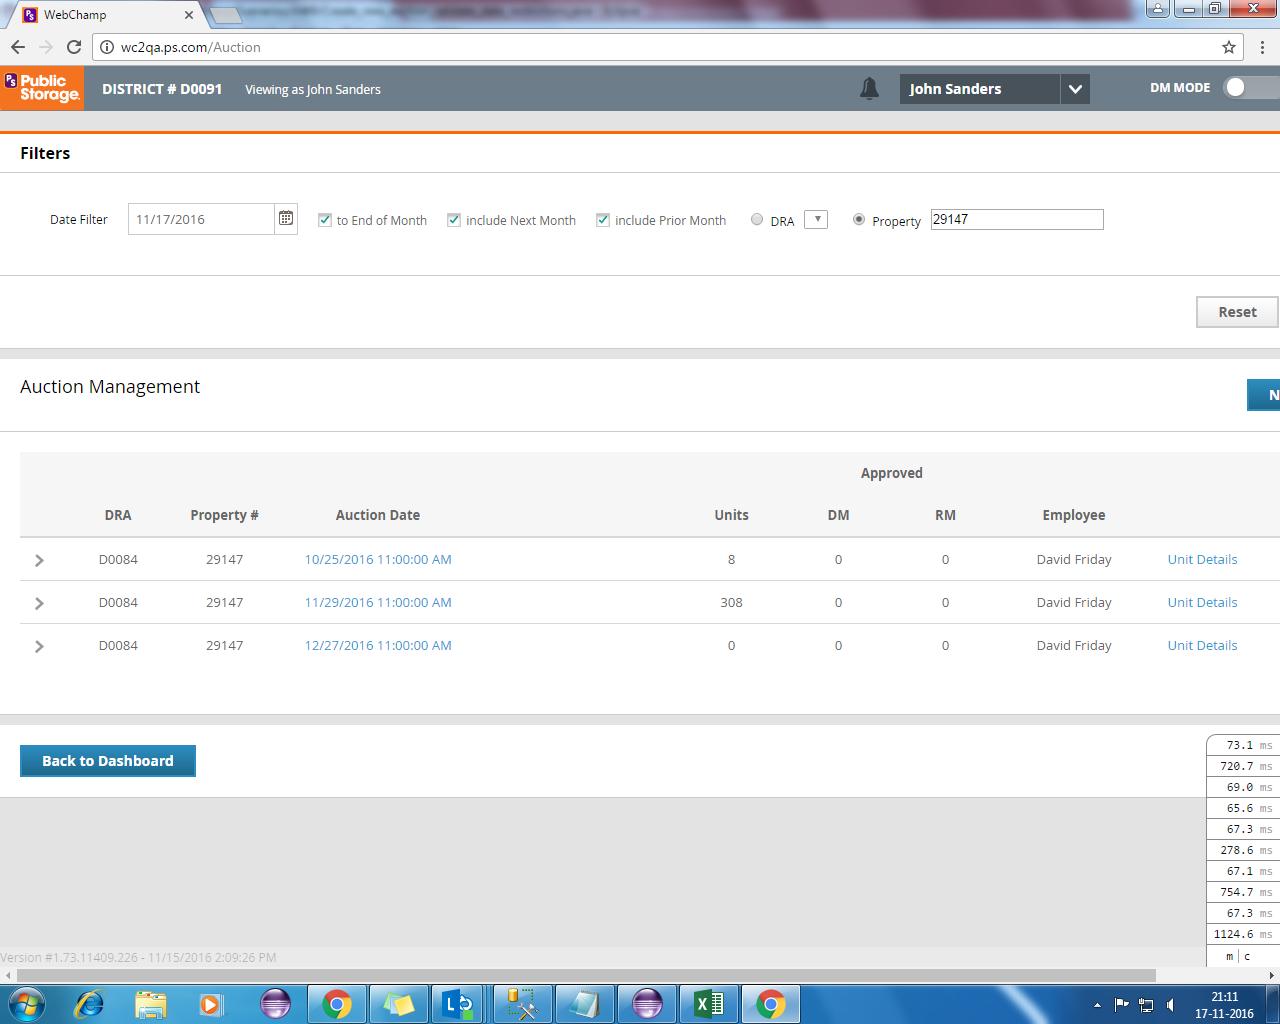 WebChamp
wc2qa.ps.com/Auction
PS Public Storage.
DISTRICT # D0091
Viewing as John Sanders
John Sanders
DM MODE
Filters
Date Filter
11/17/2016
to End of Month
include Next Month
include Prior Month
DRA
Property
29147
Reset
Auction Management
N
Approved
DRA Property # Auction Date Units DM RM Employee
D0084 29147 10/25/2016 11:00:00 AM 8 0 0 David Friday Unit Details
D0084 29147 11/29/2016 11:00:00 AM 308 0 0 David Friday Unit Details
D0084 29147 12/27/2016 11:00:00 AM 0 0 0 David Friday Unit Details
Back to Dashboard
73.1 ms
720.7 ms
69.0 ms
65.6 ms
67.3 ms
278.6 ms
67.1 ms
754.7 ms
67.3 ms
1124.6 ms
m | c
Version #1.73.11409.226 - 11/15/2016 2:09:26 PM
21:11
17-11-2016